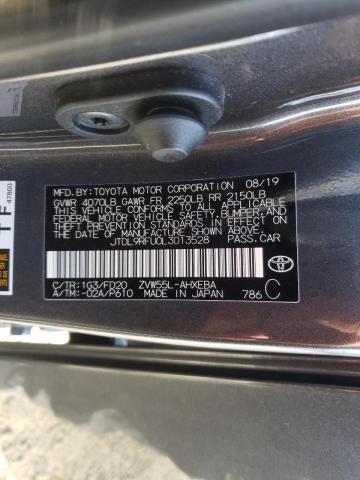 MFD. BY:TOYOTA MOTOR CORPORATION 08/19
GVWR 4070LB GAWR FR 2250LB RR 2150LB
THIS VEHICLE CONFORMS TO ALL APPLICABLE
FEDERAL MOTOR VEHICLE SAFETY, BUMPER, AND
THEFT PREVENTION STANDARDS IN EFFECT ON
THE DATE OF MANUFACTURE SHOWN ABOVE.
JTDL9RFU0L3013528 PASS.CAR
C/TR:1G3/FD20 ZVW55L-AHXEBA
A/TM:-02A/P610 MADE IN JAPAN 786 C
TF
47860